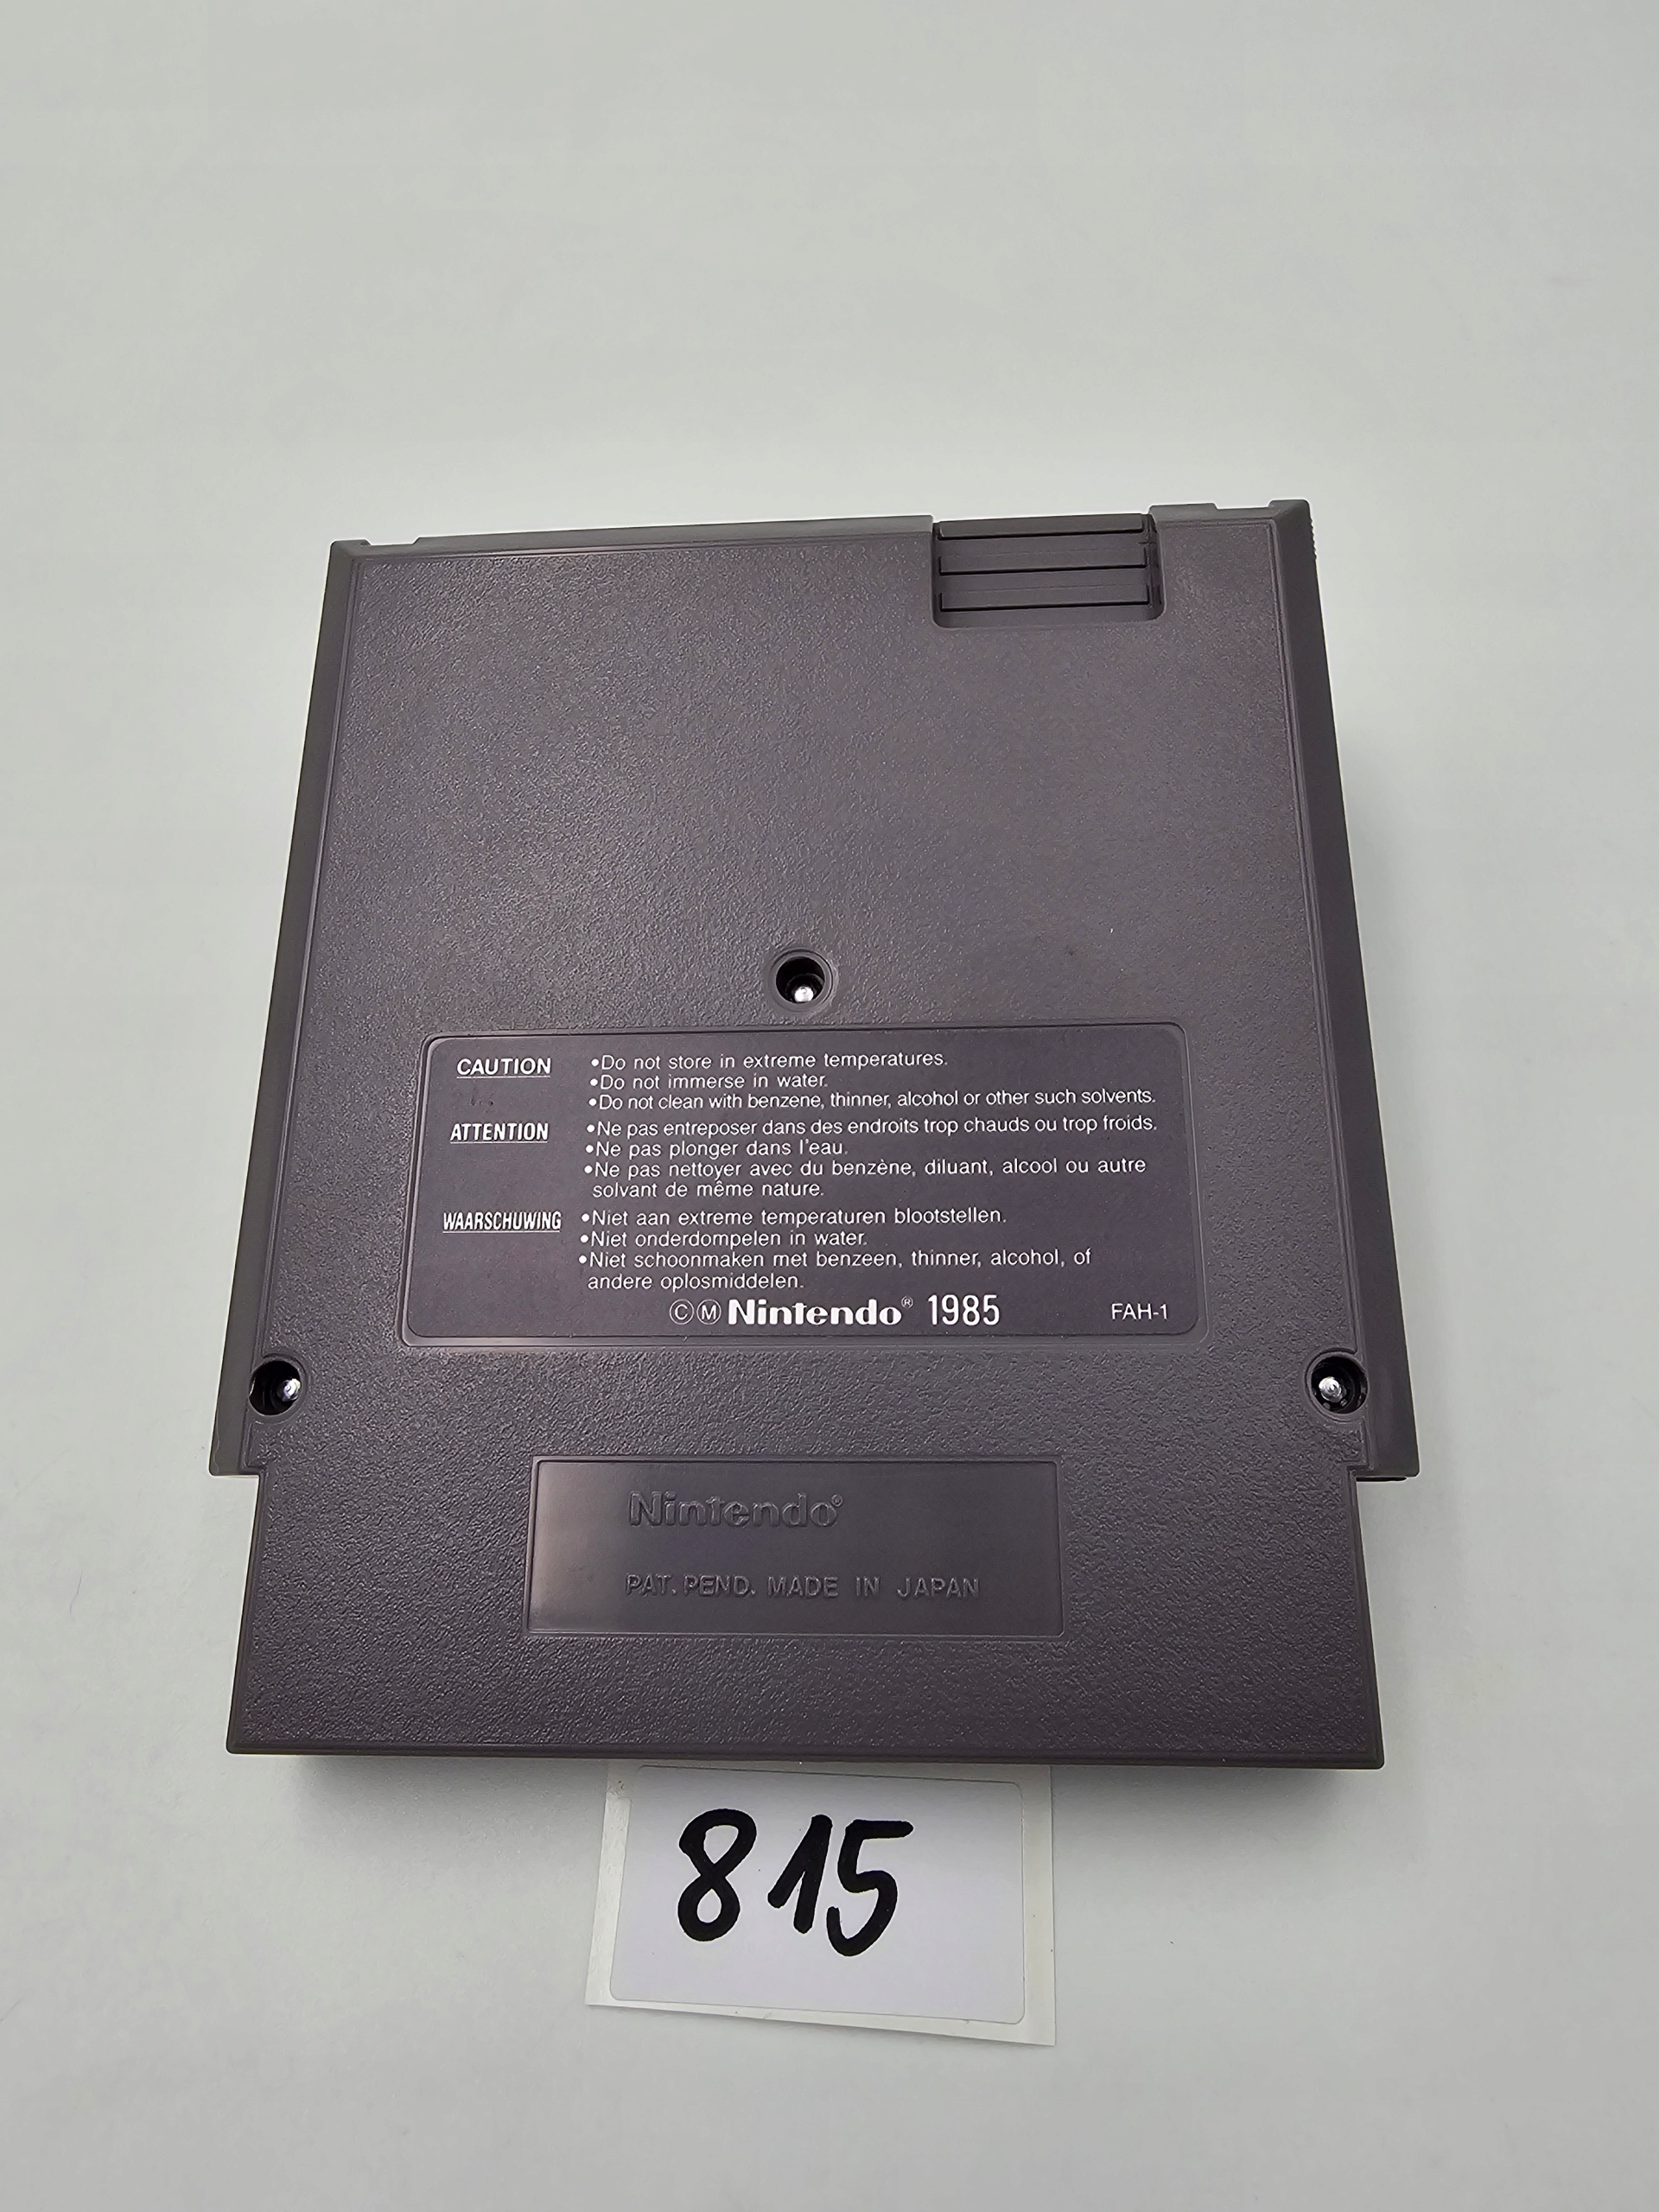 CAUTION •Do not store in extreme temperatures.
•Do not immerse in water.
•Do not clean with benzene, thinner, alcohol or other such solvents.
ATTENTION •Ne pas entreposer dans des endroits trop chauds ou trop froids.
•Ne pas plonger dans l'eau.
•Ne pas nettoyer avec du benzène, diluant, alcool ou autre
solvant de même nature.
WAARSCHUWING •Niet aan extreme temperaturen blootstellen.
•Niet onderdompelen in water.
•Niet schoonmaken met benzeen, thinner, alcohol, of
andere oplosmiddelen.
ⒸⓂ Nintendo® 1985 FAH-1
Nintendo®
PAT. PEND. MADE IN JAPAN
815